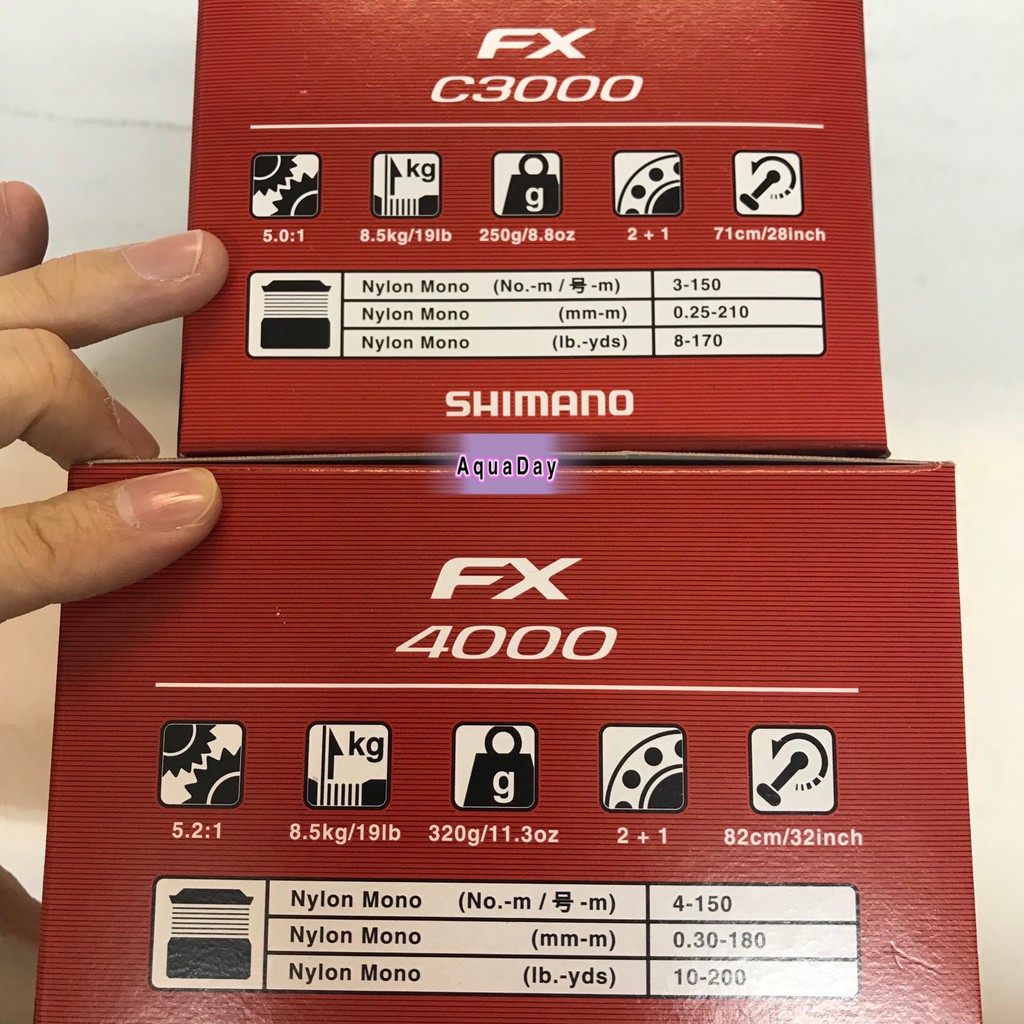 FX
C3000
kg
g
5.0:1 8.5kg/19lb 250g/8.8oz 2 + 1 71cm/28inch
Nylon Mono (No.-m / 号 -m) 3-150
Nylon Mono (mm-m) 0.25-210
Nylon Mono (lb.-yds) 8-170
SHIMANO
AquaDay
FX
4000
kg
g
5.2:1 8.5kg/19lb 320g/11.3oz 2 + 1 82cm/32inch
Nylon Mono (No.-m / 号 -m) 4-150
Nylon Mono (mm-m) 0.30-180
Nylon Mono (lb.-yds) 10-200